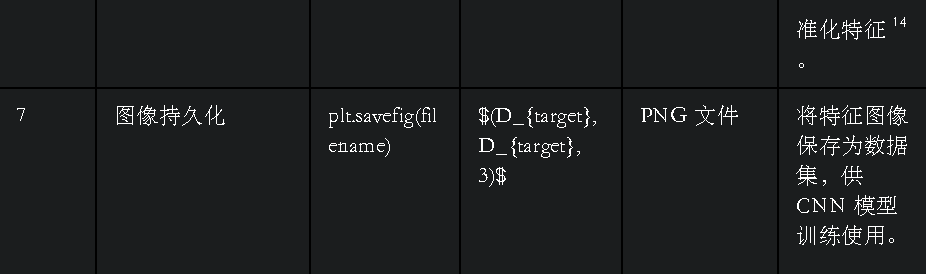 准化特征 14
。
7
图像持久化
plt.savefig(fil
ename)
$(D_{target},
D_{target},
3)$
PNG 文件
将特征图像
保存为数据
集，供
CNN 模型
训练使用。